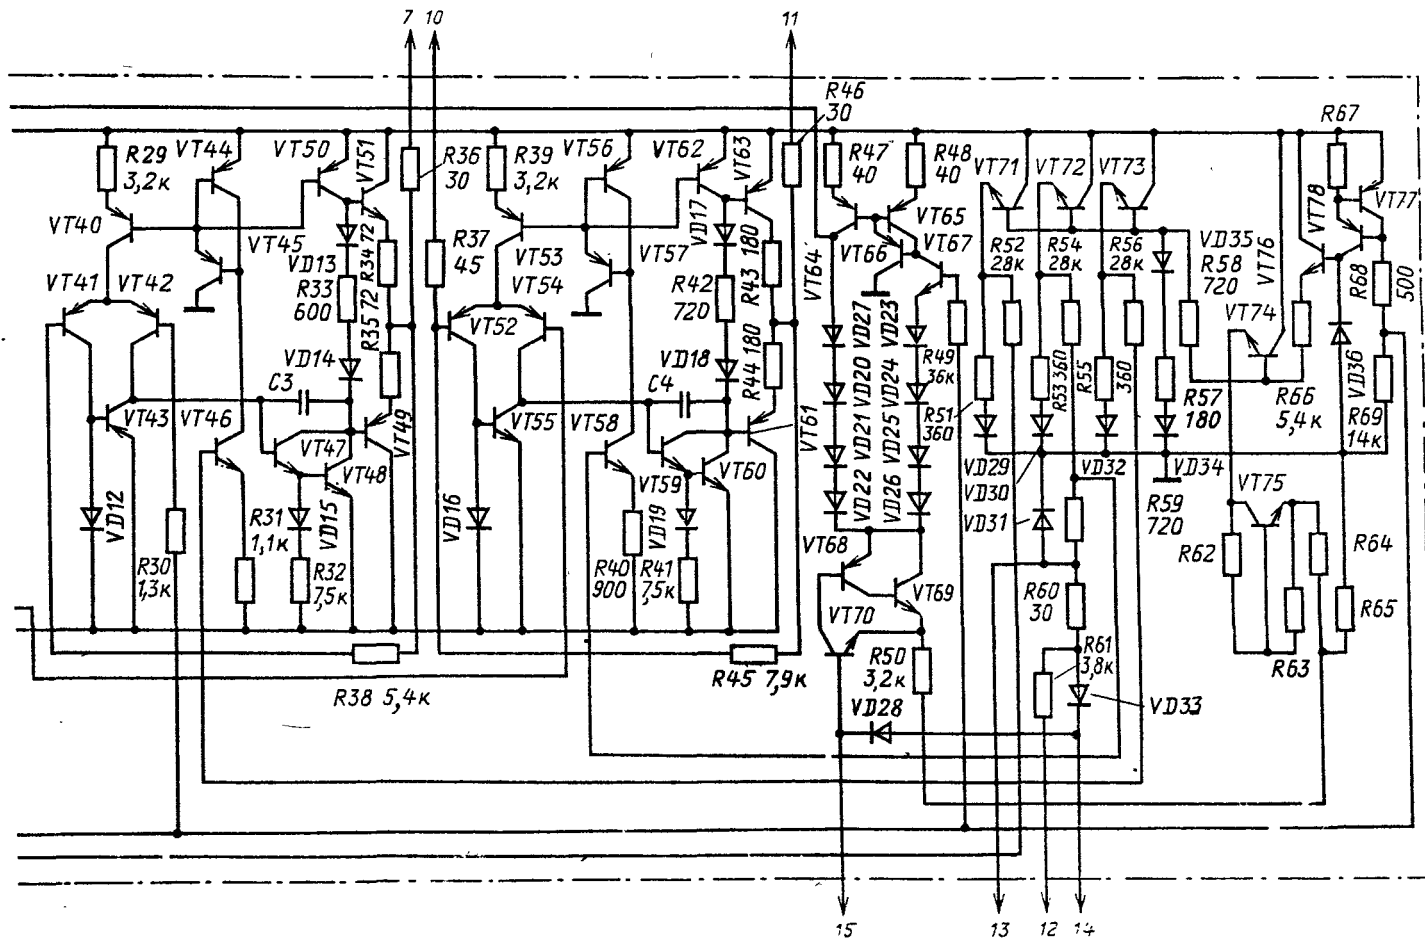 7 10
11
R46
30
R29
3,2к
VT44
VT50
VT51
R36
30
R39
3,2к
VT56
VT62
VT63
R47
40
R48
40
VT71
VT72
VT73
R67
VT77
VT78
VT40
VT45
R34 72
R37
45
VT53
VT57
VD17
R43 180
VT64
VT66
VT65
VT67
R52
28к
R54
28к
R56
28к
VD35
R58
720
VT76
R68
500
VT41
VT42
VD13
R33
600
R35 72
VT54
VT52
R42
720
R44 180
VD27
VD23
VT74
VD14
VD18
VD20
VD24
R49
36к
R53 360
R55
360
VD36
C3
C4
R51
360
R57
180
R66
5,4к
R69
14к
VT43
VT46
VT47
VT49
VT48
VT55
VT58
VT61
VT60
VT59
VD21
VD25
VD29
VD32
VD34
VD30
VD31
VT75
VD12
R31
1,1к
VD15
VD16
VD19
VD22
VD26
R59
720
R30
1,3к
R32
7,5к
R40
900
R41
7,5к
VT68
VT69
VT70
R60
30
R62
R64
R65
R63
R38 5,4к
R45 7,9к
R50
3,2к
R61
3,8к
VD28
VD33
15
13
12
14